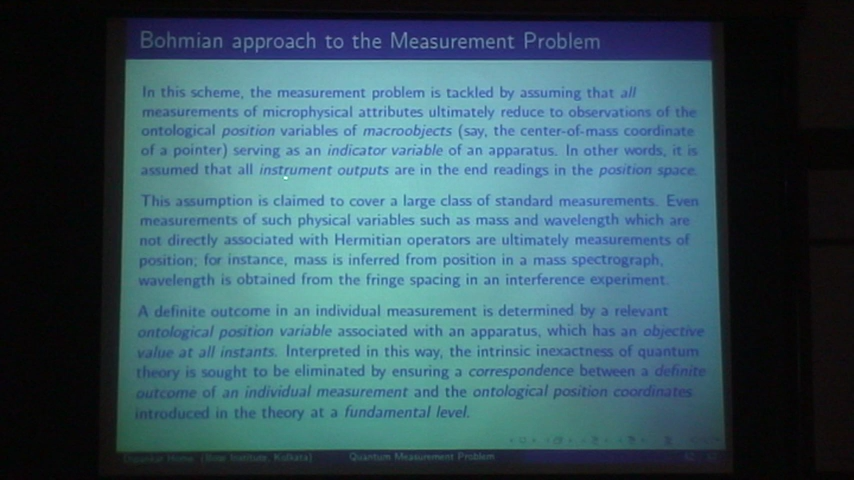 Bohmian approach to the Measurement Problem
In this scheme, the measurement problem is tackled by assuming that all
measurements of microphysical attributes ultimately reduce to observations of the
ontological position variables of macroobjects (say, the center-of-mass coordinate
of a pointer) serving as an indicator variable of an apparatus. In other words, it is
assumed that all instrument outputs are in the end readings in the position space.
This assumption is claimed to cover a large class of standard measurements. Even
measurements of such physical variables such as mass and wavelength which are
not directly associated with Hermitian operators are ultimately measurements of
position; for instance, mass is inferred from position in a mass spectrograph,
wavelength is obtained from the fringe spacing in an interference experiment.
A definite outcome in an individual measurement is determined by a relevant
ontological position variable associated with an apparatus, which has an objective
value at all instants. Interpreted in this way, the intrinsic inexactness of quantum
theory is sought to be eliminated by ensuring a correspondence between a definite
outcome of an individual measurement and the ontological position coordinates
introduced in the theory at a fundamental level.
Home (Bose Institute, Kolkata) Quantum Measurement Problem